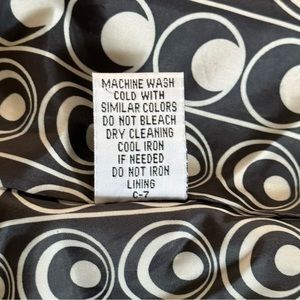 MACHINE WASH
COLD WITH
SIMILAR COLORS
DO NOT BLEACH
DRY CLEANING
COOL IRON
IF NEEDED
DO NOT IRON
LINING
C-7